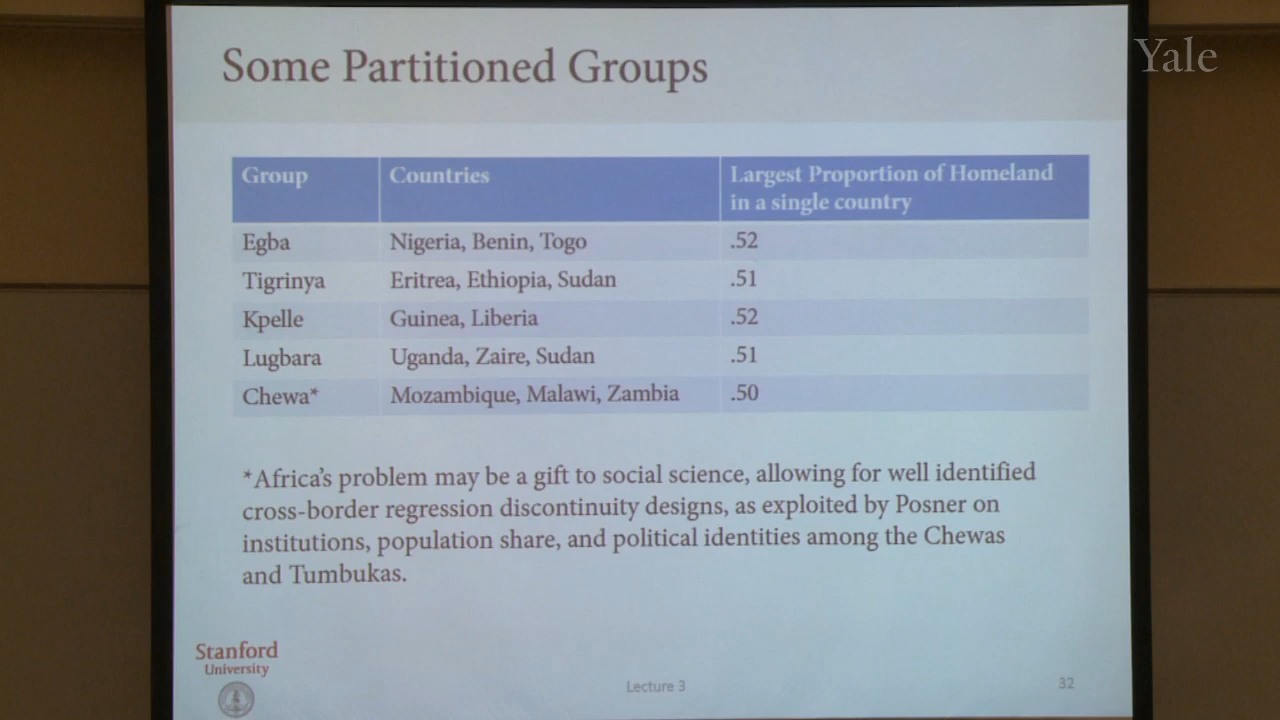 Some Partitioned Groups
Yale
Group Countries Largest Proportion of Homeland
in a single country
Egba Nigeria, Benin, Togo .52
Tigrinya Eritrea, Ethiopia, Sudan .51
Kpelle Guinea, Liberia .52
Lugbara Uganda, Zaire, Sudan .51
Chewa* Mozambique, Malawi, Zambia .50
*Africa's problem may be a gift to social science, allowing for well identified
cross-border regression discontinuity designs, as exploited by Posner on
institutions, population share, and political identities among the Chewas
and Tumbukas.
Stanford
University
Lecture 3
32